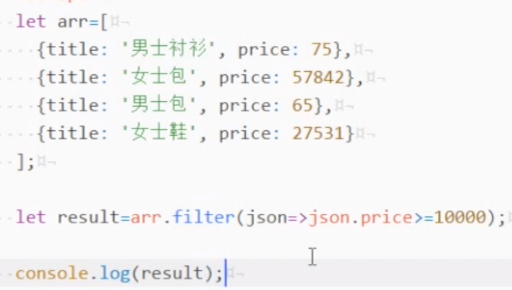 let arr=[
{title: '男士衬衫', price: 75},
{title: '女士包', price: 57842},
{title: '男士包', price: 65},
{title: '女士鞋', price: 27531}
];
let result=arr.filter(json=>json.price>=10000);
console.log(result);